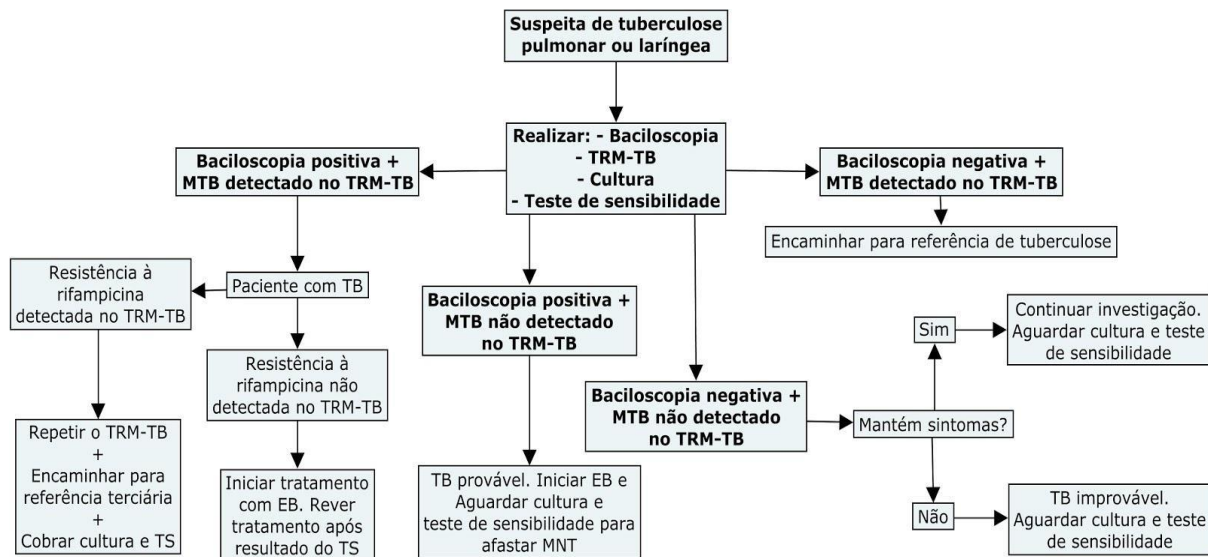 Suspeita de tuberculose
pulmonar ou laríngea
Realizar: - Baciloscopia
- TRM-TB
- Cultura
- Teste de sensibilidade
Baciloscopia positiva +
MTB detectado no TRM-TB
Baciloscopia negativa +
MTB detectado no TRM-TB
Encaminhar para referência de tuberculose
Resistência à
rifampicina
detectada no TRM-TB
Paciente com TB
Resistência à
rifampicina não
detectada no TRM-TB
Repetir o TRM-TB
+
Encaminhar para
referência terciária
+
Cobrar cultura e TS
Iniciar tratamento
com EB. Rever
tratamento após
resultado do TS
Baciloscopia positiva +
MTB não detectado
no TRM-TB
TB provável. Iniciar EB e
Aguardar cultura e
teste de sensibilidade para
afastar MNT
Baciloscopia negativa +
MTB não detectado
no TRM-TB
Mantém sintomas?
Sim
Continuar investigação.
Aguardar cultura e teste
de sensibilidade
Não
TB improvável.
Aguardar cultura e teste
de sensibilidade